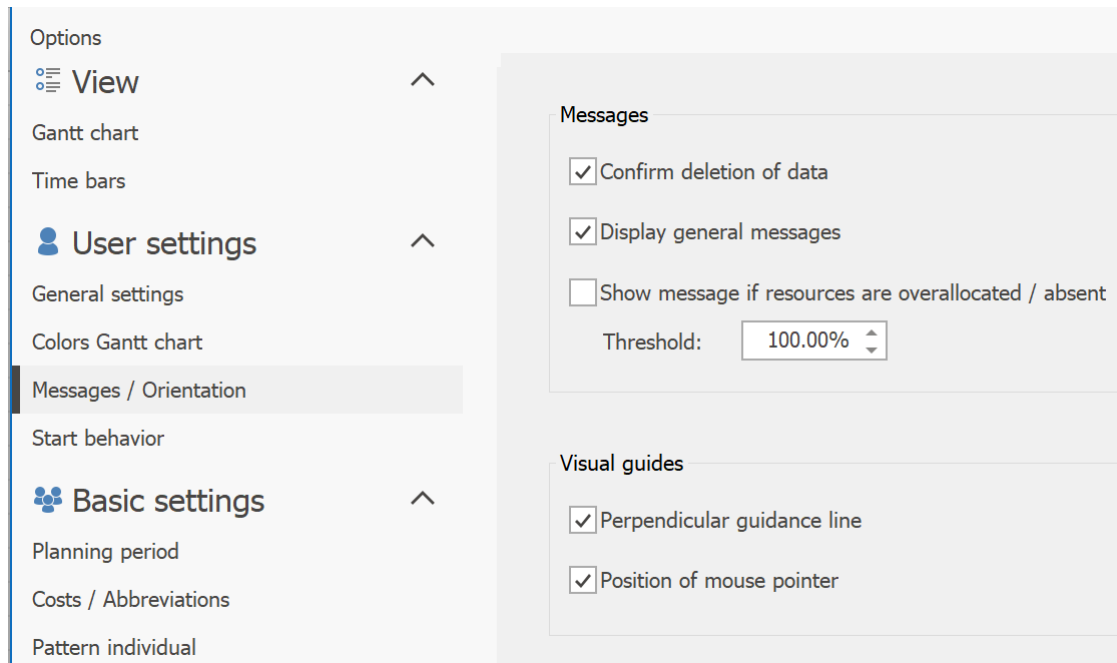 Options
View
Gantt chart
Time bars
User settings
General settings
Colors Gantt chart
Messages / Orientation
Start behavior
Basic settings
Planning period
Costs / Abbreviations
Pattern individual
Messages
Confirm deletion of data
Display general messages
Show message if resources are overallocated / absent
Threshold: 100.00%
Visual guides
Perpendicular guidance line
Position of mouse pointer